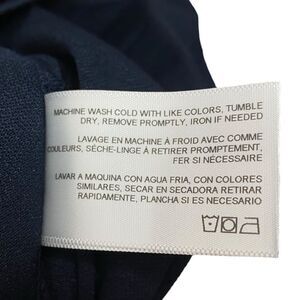 MACHINE WASH COLD WITH LIKE COLORS, TUMBLE
DRY, REMOVE PROMPTLY, IRON IF NEEDED
LAVAGE EN MACHINE À FROID AVEC COMME
COULEURS, SÈCHE-LINGE À RETIRER PROMPTEMENT,
FER SI NÉCESSAIRE
LAVAR A MAQUINA CON AGUA FRIA, CON COLORES
SIMILARES, SECAR EN SECADORA RETIRAR
RAPIDAMENTE, PLANCHA SI ES NECESARIO